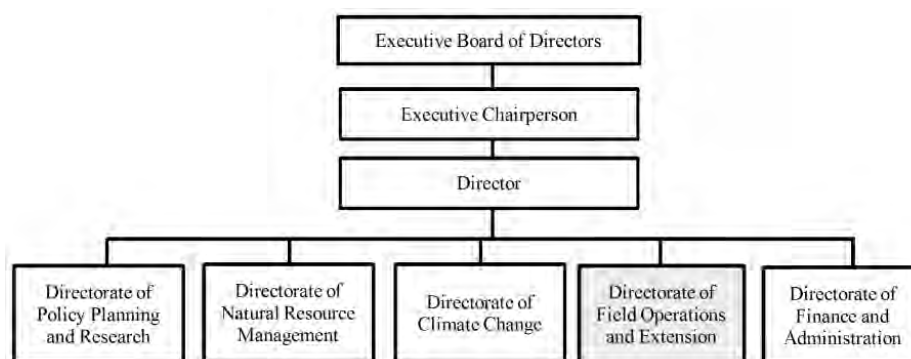 Executive Board of Directors
Executive Chairperson
Director
Directorate of
Policy Planning
and Research
Directorate of
Natural Resource
Management
Directorate of
Climate Change
Directorate of
Field Operations
and Extension
Directorate of
Finance and
Administration